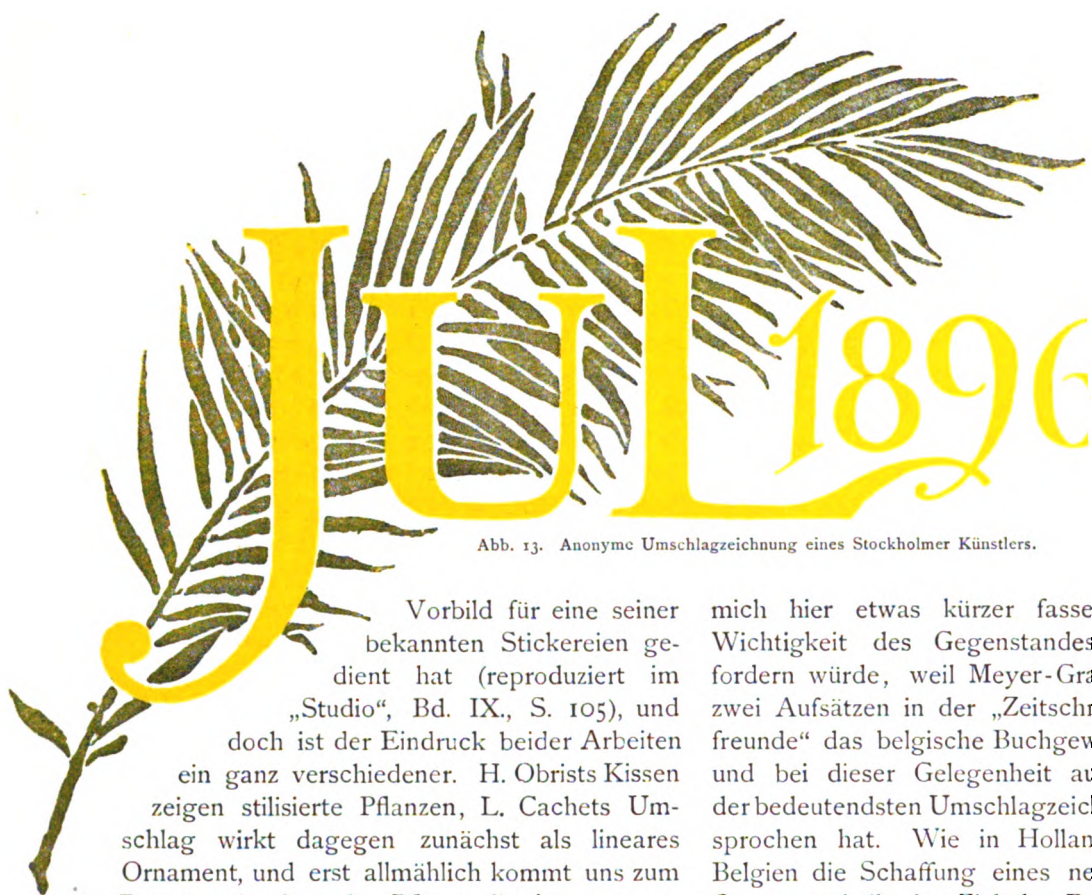 JUL 1896
Abb. 13. Anonyme Umschlagzeichnung eines Stockholmer Künstlers.
Vorbild für eine seiner
bekannten Stickereien ge-
dient hat (reproduziert im
„Studio“, Bd. IX., S. 105), und
doch ist der Eindruck beider Arbeiten
ein ganz verschiedener. H. Obrists Kissen
zeigen stilisierte Pflanzen, L. Cachets Um-
schlag wirkt dagegen zunächst als lineares
Ornament, und erst allmählich kommt uns zum
mich hier etwas kürzer fasse
Wichtigkeit des Gegenstandes
fordern würde, weil Meyer-Gra
zwei Aufsätzen in der „Zeitsch
freunde“ das belgische Buchgew
und bei dieser Gelegenheit a
der bedeutendsten Umschlagzeic
sprochen hat. Wie in Hollan
Belgien die Schaffung eines n